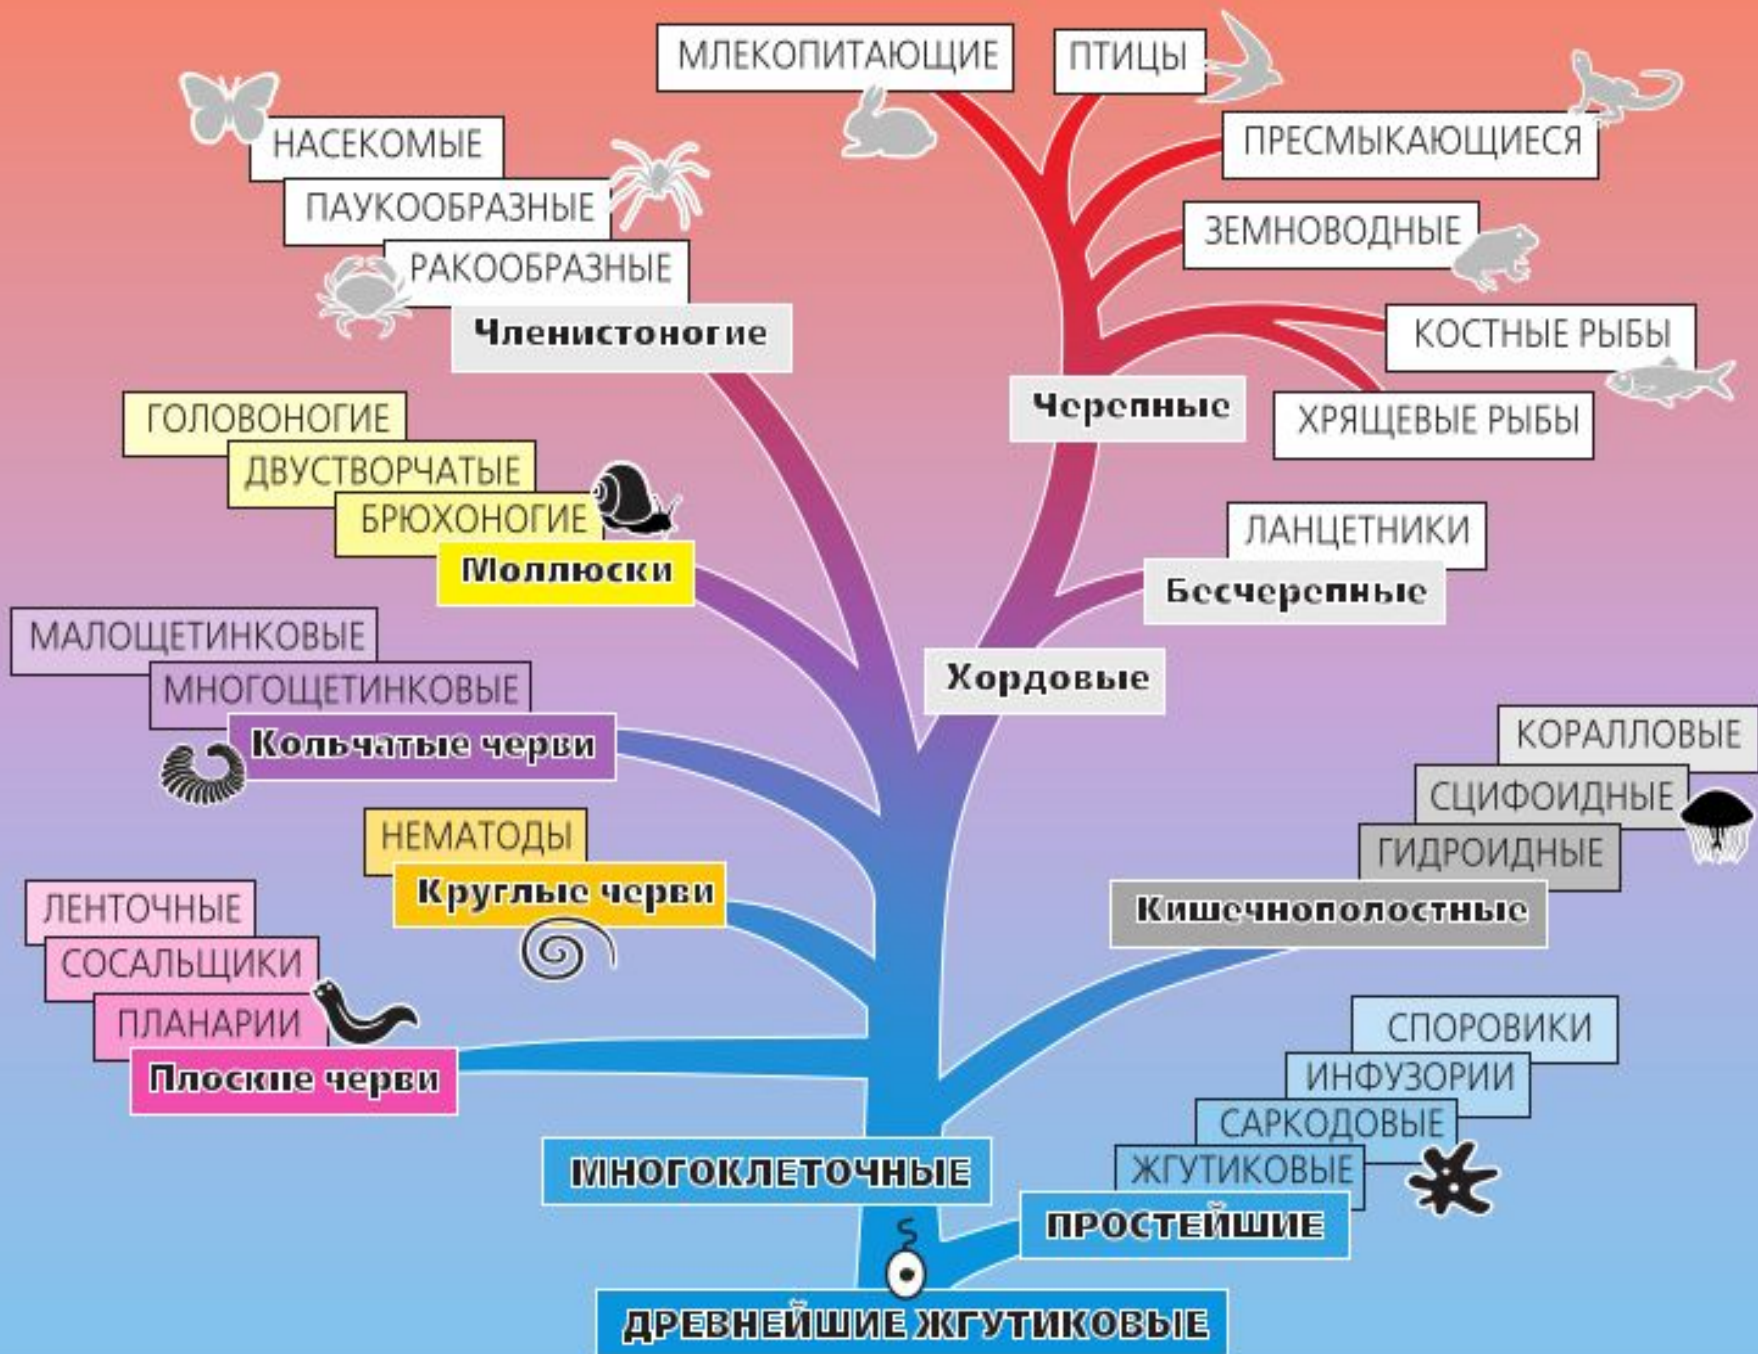 МЛЕКОПИТАЮЩИЕ
ПТИЦЫ
ПРЕСМЫКАЮЩИЕСЯ
ЗЕМНОВОДНЫЕ
КОСТНЫЕ РЫБЫ
ХРЯЩЕВЫЕ РЫБЫ
Черепные
ЛАНЦЕТНИКИ
Бесчерепные
Хордовые
НАСЕКОМЫЕ
ПАУКООБРАЗНЫЕ
РАКООБРАЗНЫЕ
Членистоногие
ГОЛОВОНОГИЕ
ДВУСТВОРЧАТЫЕ
БРЮХОНОГИЕ
Моллюски
МАЛОЩЕТИНКОВЫЕ
МНОГОЩЕТИНКОВЫЕ
Кольчатые черви
НЕМАТОДЫ
Круглые черви
ЛЕНТОЧНЫЕ
СОСАЛЬЩИКИ
ПЛАНАРИИ
Плоские черви
КОРАЛЛОВЫЕ
СЦИФОИДНЫЕ
ГИДРОИДНЫЕ
Кишечнополостные
СПОРОВИКИ
ИНФУЗОРИИ
САРКОДОВЫЕ
ЖГУТИКОВЫЕ
ПРОСТЕЙШИЕ
МНОГОКЛЕТОЧНЫЕ
ДРЕВНЕЙШИЕ ЖГУТИКОВЫЕ